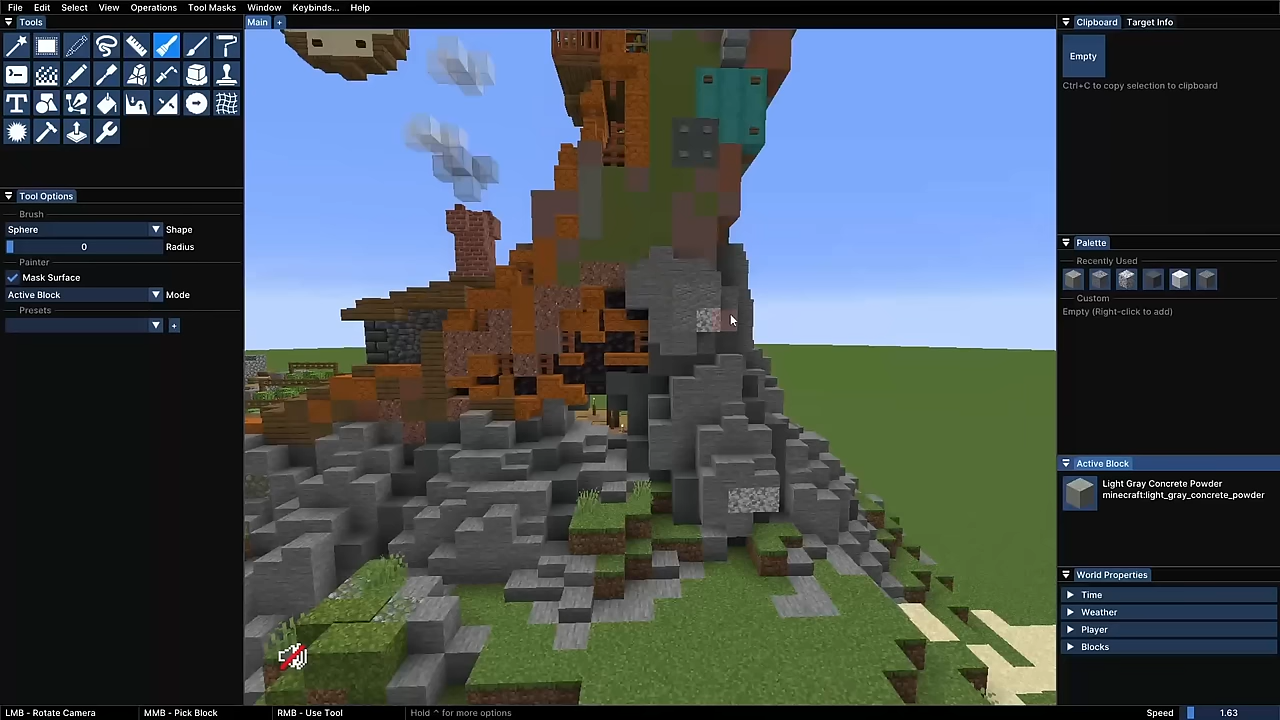 File Edit Select View Operations Tool Masks Window Keybinds... Help
Tools
Main +
Clipboard Target Info
Empty
Ctrl+C to copy selection to clipboard
Tool Options
Brush
Sphere Shape
0 Radius
Painter
Mask Surface
Active Block Mode
Presets
+
Palette
Recently Used
Custom
Empty (Right-click to add)
Active Block
Light Gray Concrete Powder
minecraft:light_gray_concrete_powder
World Properties
Time
Weather
Player
Blocks
LMB - Rotate Camera MMB - Pick Block RMB - Use Tool Hold ^ for more options Speed 1.63